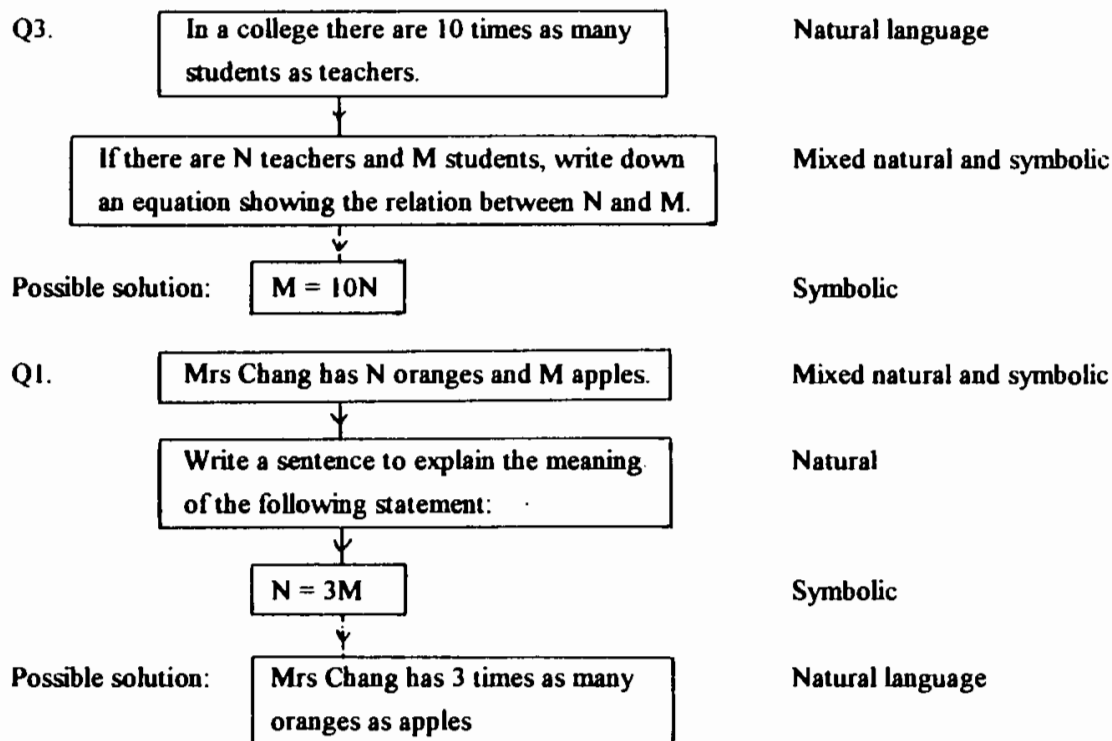 Q3. In a college there are 10 times as many Natural language
students as teachers.
If there are N teachers and M students, write down Mixed natural and symbolic
an equation showing the relation between N and M.
Possible solution: M = 10N Symbolic
Q1. Mrs Chang has N oranges and M apples. Mixed natural and symbolic
Write a sentence to explain the meaning Natural
of the following statement:
N = 3M Symbolic
Possible solution: Mrs Chang has 3 times as many Natural language
oranges as apples